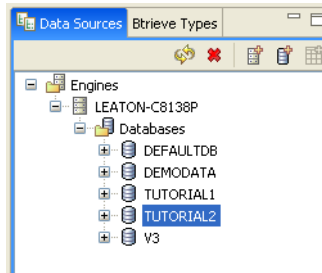 Data Sources Btrieve Types
Engines
LEATON-C8138P
Databases
DEFAULTDB
DEMODATA
TUTORIAL1
TUTORIAL2
V3